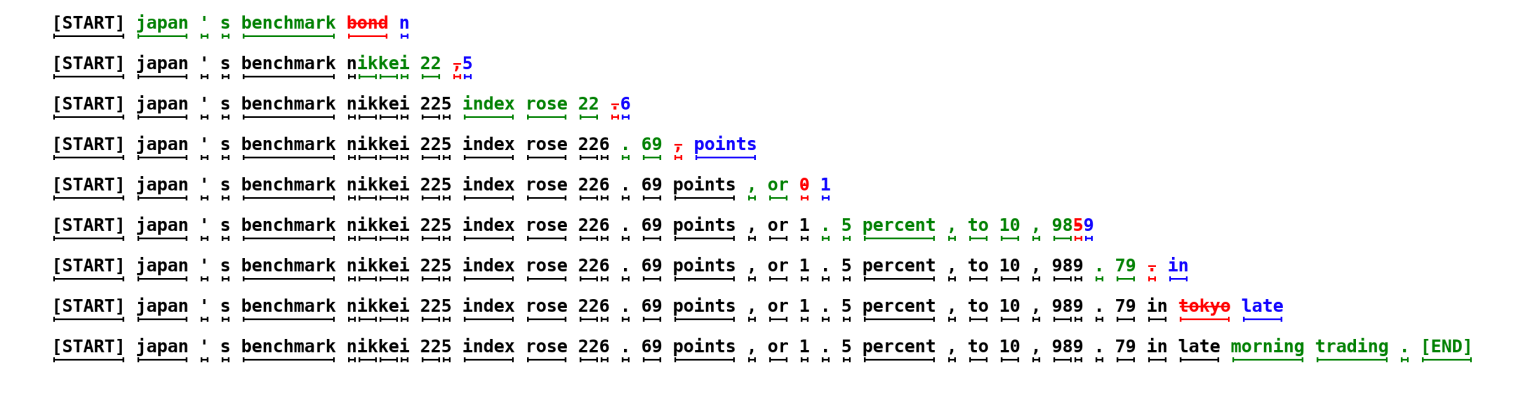 [START] japan ' s benchmark bond n
[START] japan ' s benchmark nikkei 22 ,5
[START] japan ' s benchmark nikkei 225 index rose 22 .6
[START] japan ' s benchmark nikkei 225 index rose 226 . 69 , points
[START] japan ' s benchmark nikkei 225 index rose 226 . 69 points , or 0 1
[START] japan ' s benchmark nikkei 225 index rose 226 . 69 points , or 1 . 5 percent , to 10 , 9859
[START] japan ' s benchmark nikkei 225 index rose 226 . 69 points , or 1 . 5 percent , to 10 , 989 . 79 . in
[START] japan ' s benchmark nikkei 225 index rose 226 . 69 points , or 1 . 5 percent , to 10 , 989 . 79 in tokyo late
[START] japan ' s benchmark nikkei 225 index rose 226 . 69 points , or 1 . 5 percent , to 10 , 989 . 79 in late morning trading . [END]